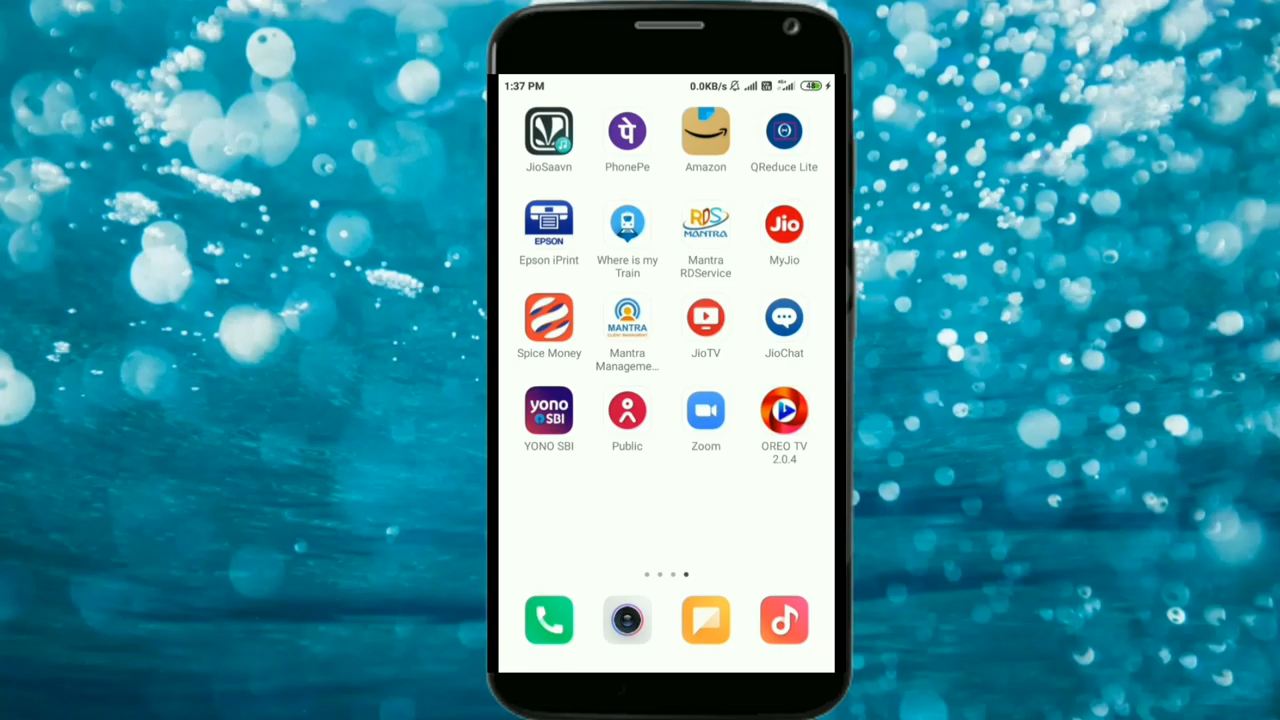 1:37 PM
0.0KB/s 4G+ 48
पे
JioSaavn PhonePe Amazon QReduce Lite
EPSON
RDS
MANTRA
Jio
Epson iPrint Where is my Train Mantra RDService MyJio
MANTRA
Spice Money Mantra Manageme... JioTV JioChat
yono
SBI
YONO SBI Public Zoom OREO TV 2.0.4